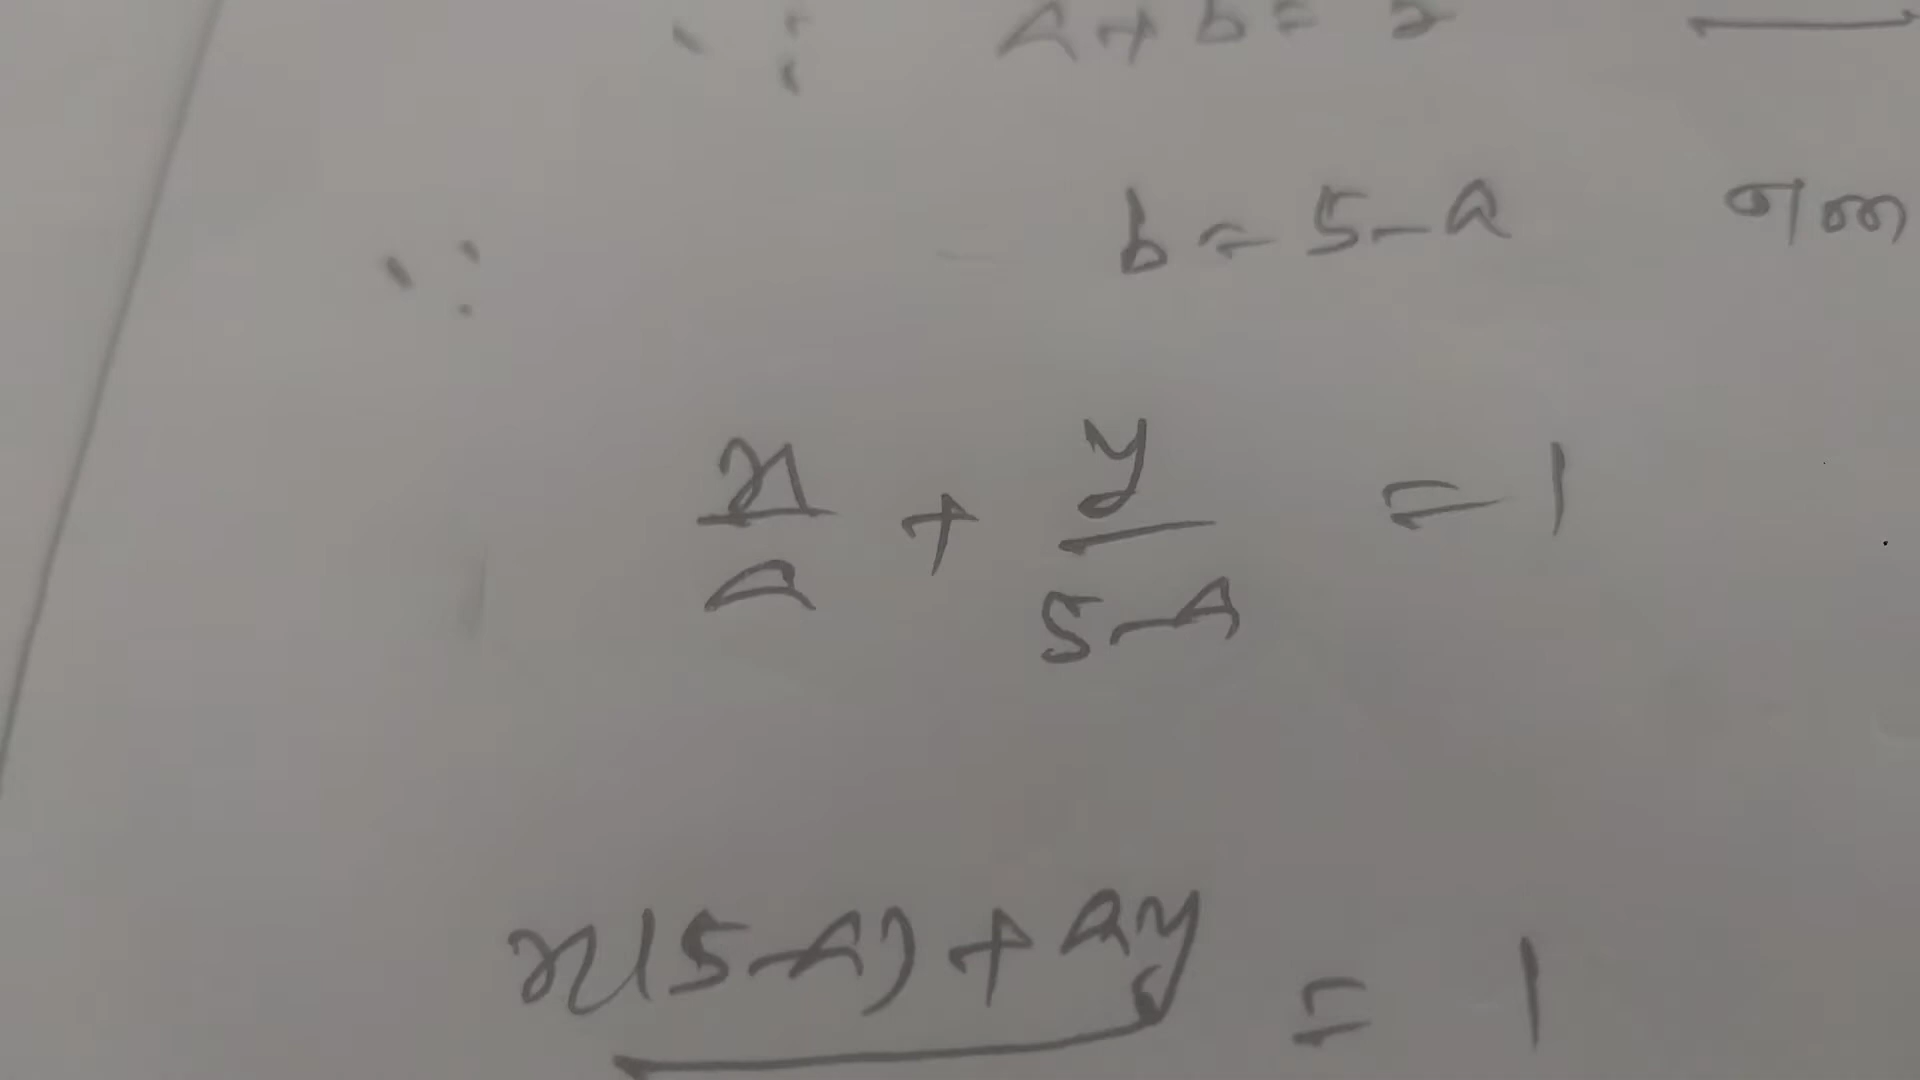 ∵ a + b = 5
∵ b = 5 - a
x/a + y/(5 - a) = 1
x(5 - a) + ay = 1